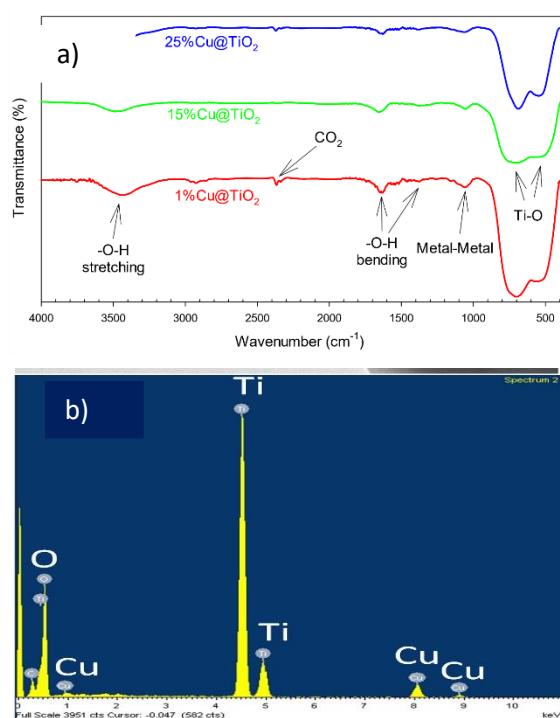 a)
25%Cu@TiO₂
15%Cu@TiO₂
1%Cu@TiO₂
CO₂
-O-H
stretching
-O-H
bending
Metal-Metal
Ti-O
Transmittance (%)
4000 3500 3000 2500 2000 1500 1000 500
Wavenumber (cm⁻¹)
b)
Spectrum 2
Ti
Ti
O
O
Ti
Cu
Cu
C
Ti
Ti
Cu
Cu
Cu
Cu
0 1 2 3 4 5 6 7 8 9 10
Full Scale 3951 cts Cursor: -0.047 (582 cts) keV